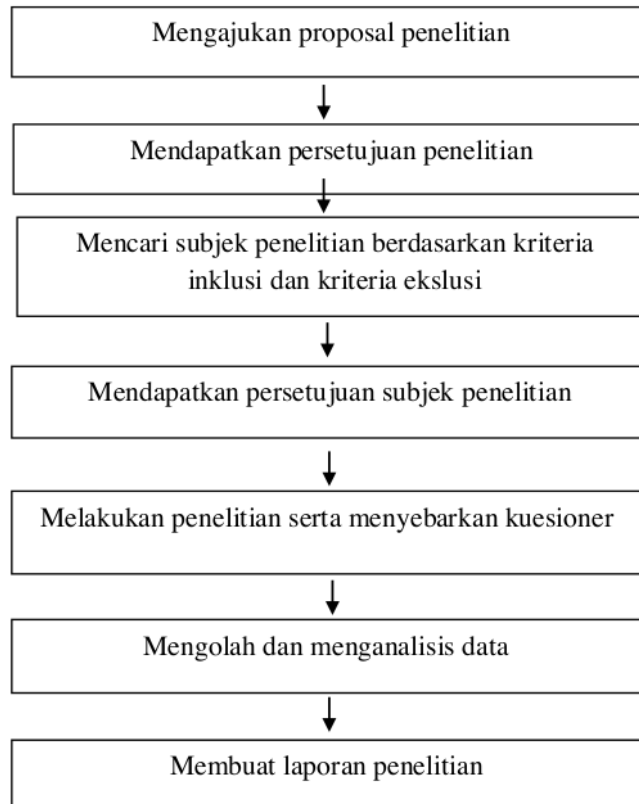 Mengajukan proposal penelitian
Mendapatkan persetujuan penelitian
Mencari subjek penelitian berdasarkan kriteria
inklusi dan kriteria ekslusi
Mendapatkan persetujuan subjek penelitian
Melakukan penelitian serta menyebarkan kuesioner
Mengolah dan menganalisis data
Membuat laporan penelitian